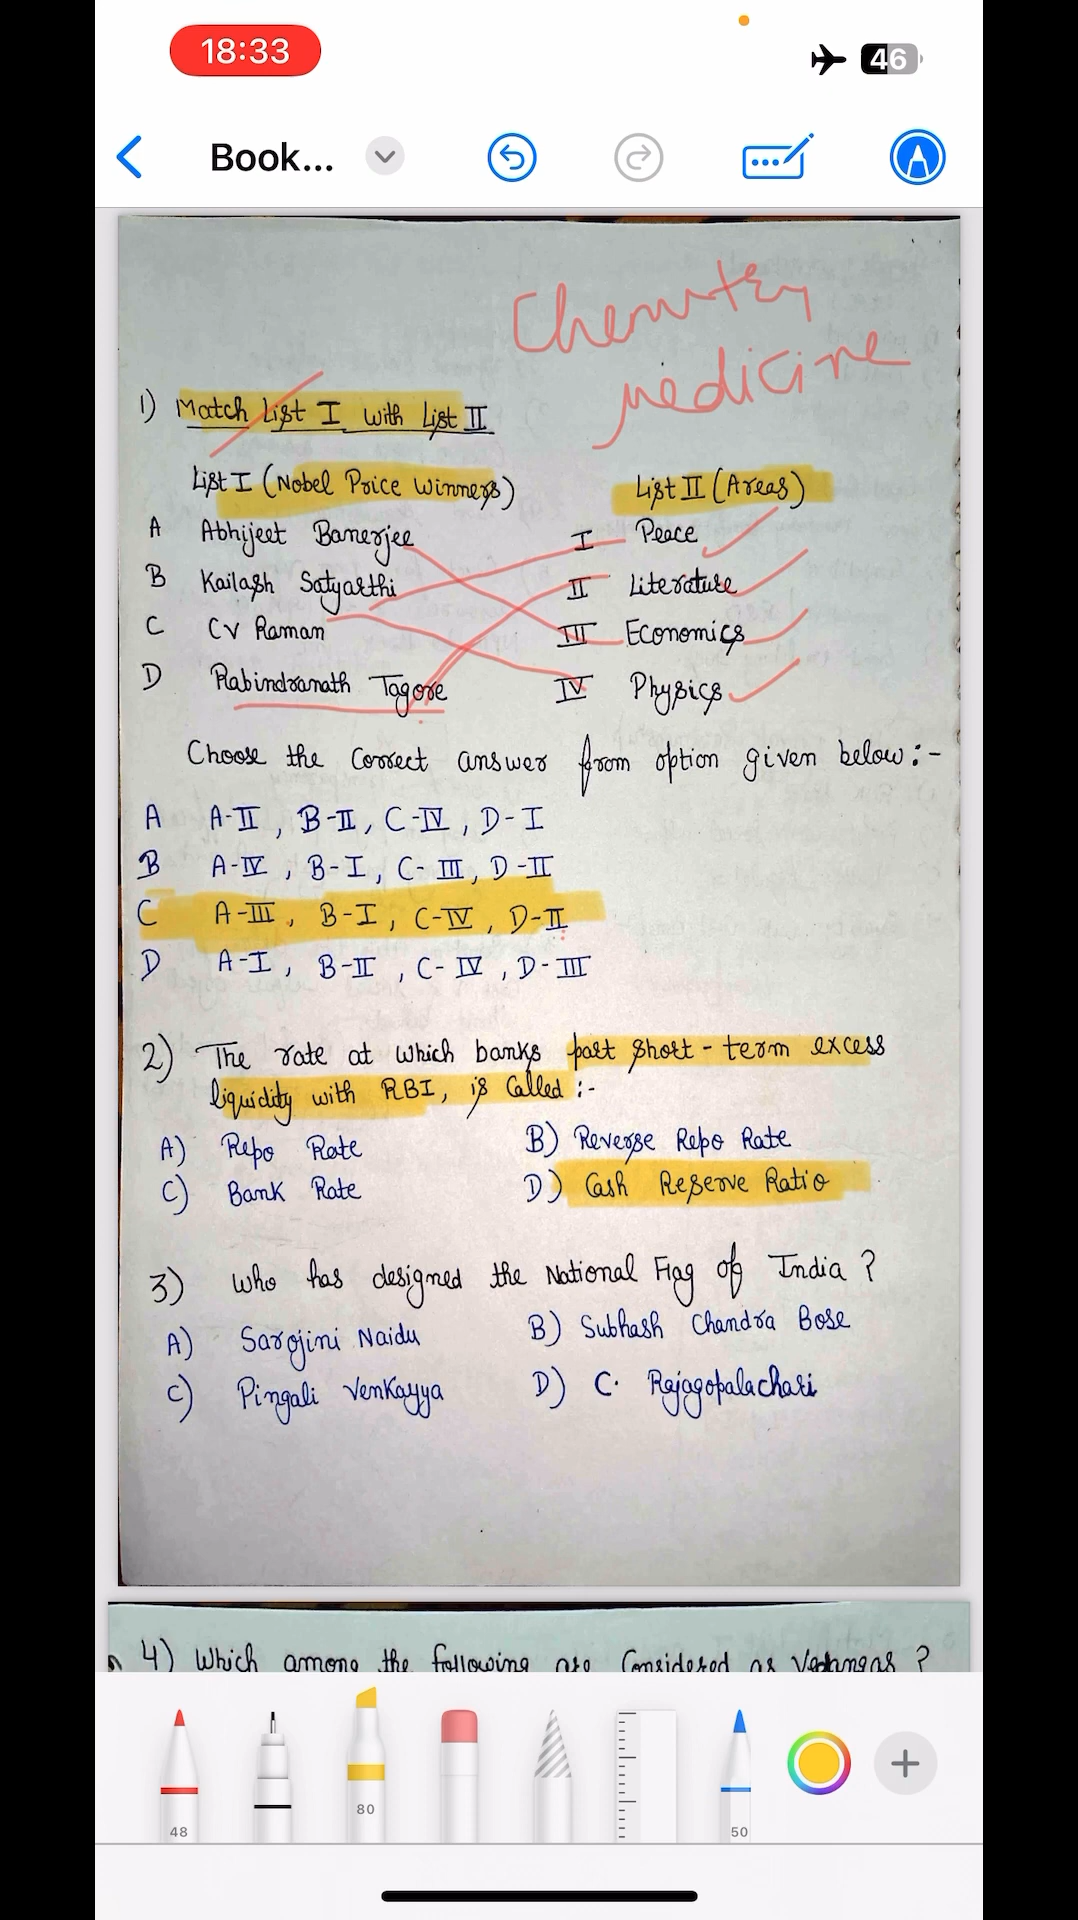 18:33
46
Book...
Chemistry
medicine
1) Match List I with List II
List I (Nobel Price Winners) List II (Areas)
A Abhijeet Banerjee I Peace
B Kailash Satyarthi II Literature
C CV Raman III Economics
D Rabindranath Tagore IV Physics
Choose the Correct answer from option given below:-
A A-II, B-II, C-IV, D-I
B A-IV, B-I, C-III, D-II
C A-III, B-I, C-IV, D-II
D A-I, B-II, C-IV, D-III
2) The rate at which banks part short-term excess
liquidity with RBI, is Called:-
A) Repo Rate B) Reverse Repo Rate
C) Bank Rate D) Cash Reserve Ratio
3) Who has designed the National Flag of India?
A) Sarojini Naidu B) Subhash Chandra Bose
C) Pingali Venkayya D) C. Rajagopalachari
4) Which among the following are Considered as Vedangas?
48 80 50